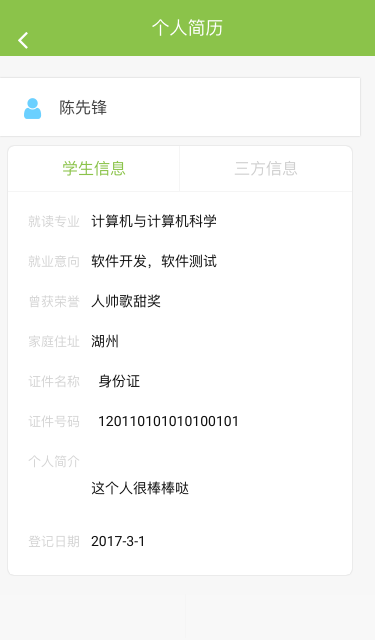 个人简历
陈先锋
学生信息 三方信息
就读专业 计算机与计算机科学
就业意向 软件开发，软件测试
曾获荣誉 人帅歌甜奖
家庭住址 湖州
证件名称 身份证
证件号码 120110101010100101
个人简介
这个人很棒棒哒
登记日期 2017-3-1